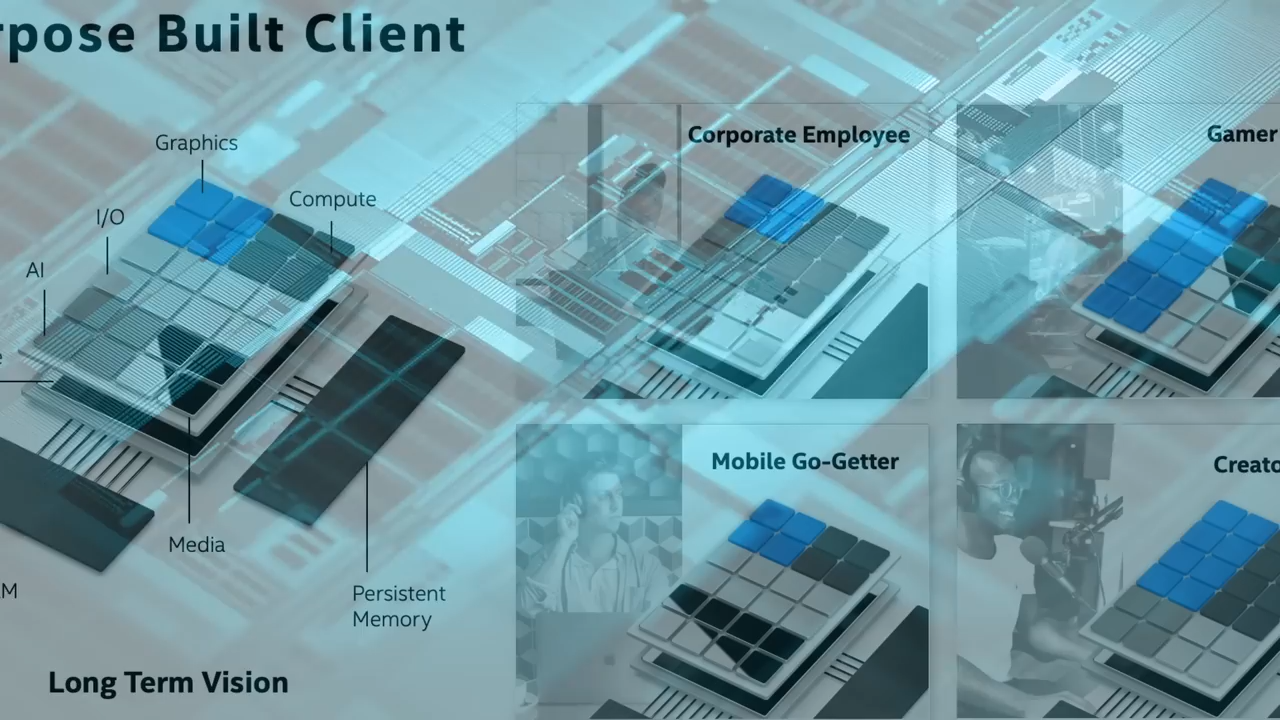 rpose Built Client
Graphics
Compute
I/O
AI
e
Media
Persistent
Memory
M
Long Term Vision
Corporate Employee
Gamer
Mobile Go-Getter
Creato